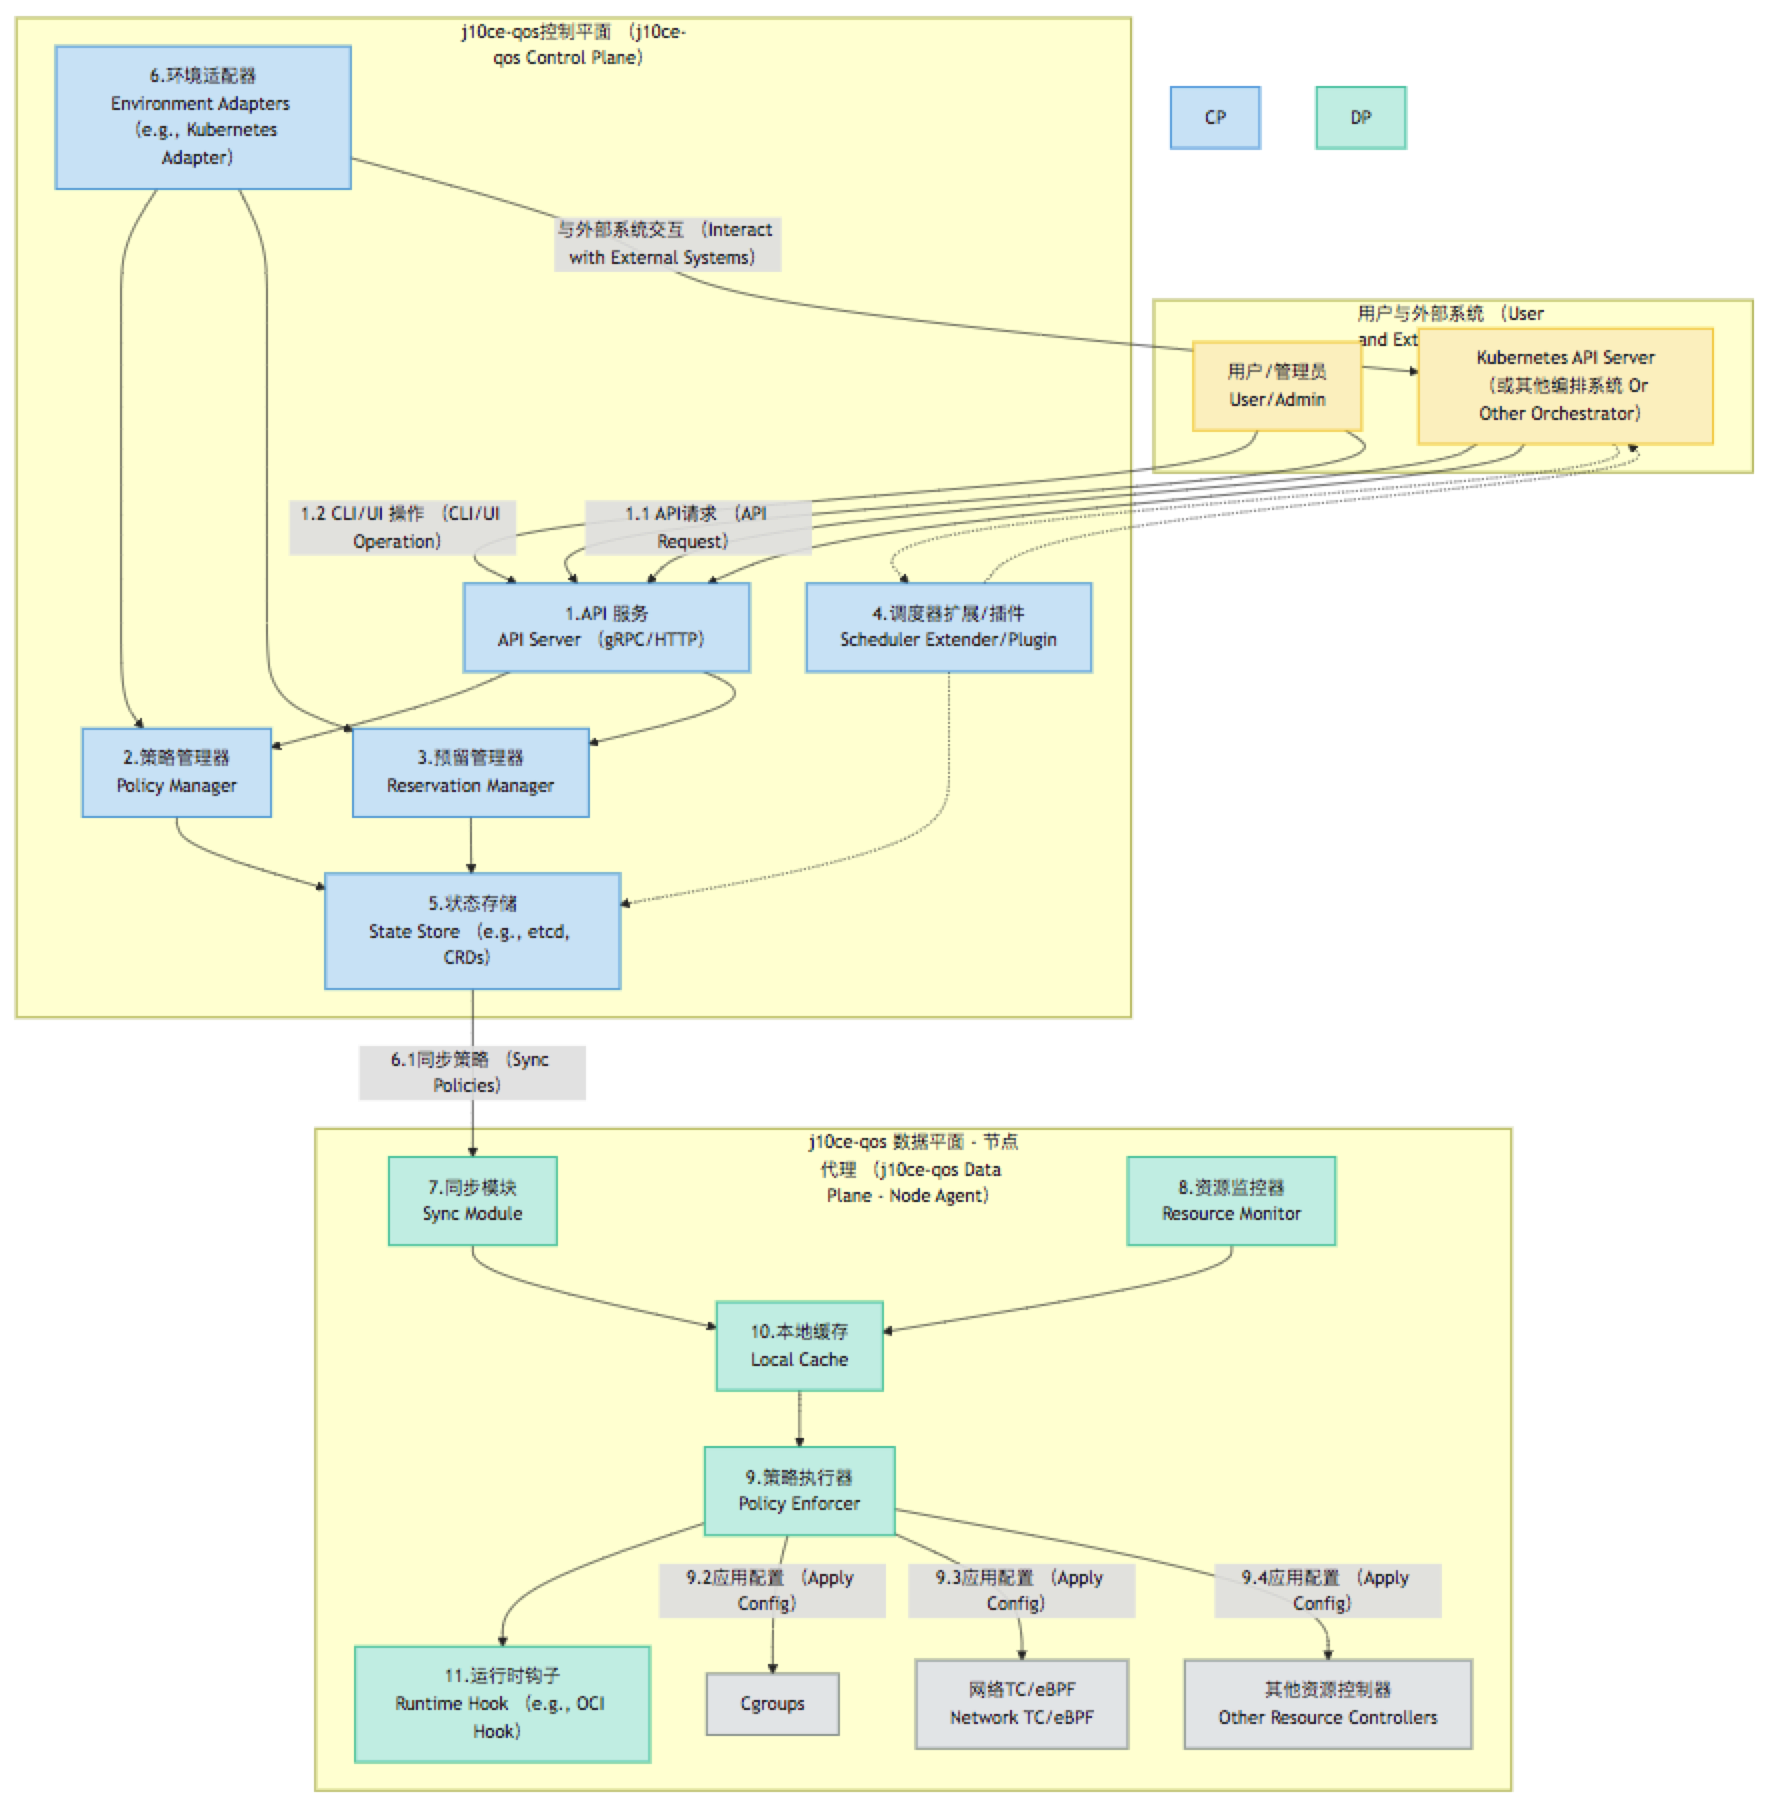 j10ce-qos控制平面 （j10ce-
qos Control Plane）
6.环境适配器
Environment Adapters
（e.g., Kubernetes
Adapter）
CP
DP
与外部系统交互 （Interact
with External Systems）
用户与外部系统 （User
and Ext
用户/管理员
User/Admin
Kubernetes API Server
（或其他编排系统 Or
Other Orchestrator）
1.2 CLI/UI 操作 （CLI/UI
Operation）
1.1 API请求 （API
Request）
1.API 服务
API Server （gRPC/HTTP）
4.调度器扩展/插件
Scheduler Extender/Plugin
2.策略管理器
Policy Manager
3.预留管理器
Reservation Manager
5.状态存储
State Store （e.g., etcd,
CRDs）
6.1同步策略 （Sync
Policies）
j10ce-qos 数据平面 - 节点
代理 （j10ce-qos Data
Plane - Node Agent）
7.同步模块
Sync Module
8.资源监控器
Resource Monitor
10.本地缓存
Local Cache
9.策略执行器
Policy Enforcer
9.2应用配置 （Apply
Config）
9.3应用配置 （Apply
Config）
9.4应用配置 （Apply
Config）
11.运行时钩子
Runtime Hook （e.g., OCI
Hook）
Cgroups
网络TC/eBPF
Network TC/eBPF
其他资源控制器
Other Resource Controllers